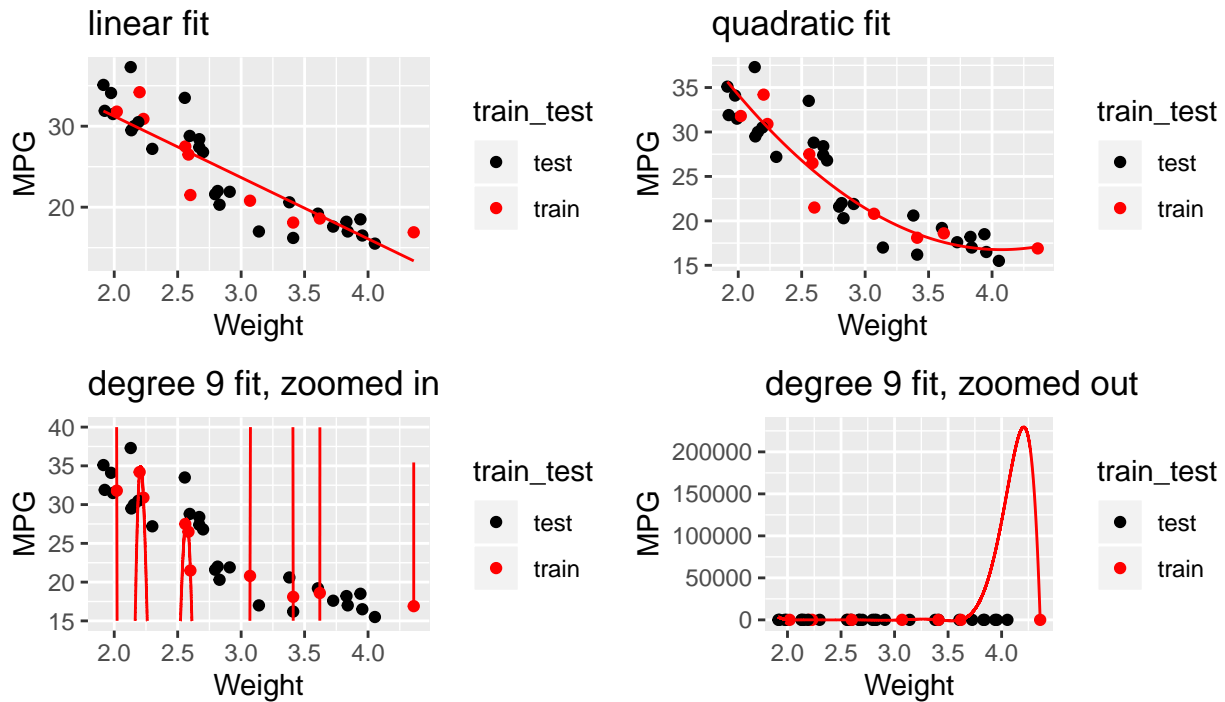 linear fit
MPG
30
20
2.0 2.5 3.0 3.5 4.0
Weight
train_test
test
train
quadratic fit
MPG
35
30
25
20
15
2.0 2.5 3.0 3.5 4.0
Weight
train_test
test
train
degree 9 fit, zoomed in
MPG
40
35
30
25
20
15
2.0 2.5 3.0 3.5 4.0
Weight
train_test
test
train
degree 9 fit, zoomed out
MPG
200000
150000
100000
50000
0
2.0 2.5 3.0 3.5 4.0
Weight
train_test
test
train